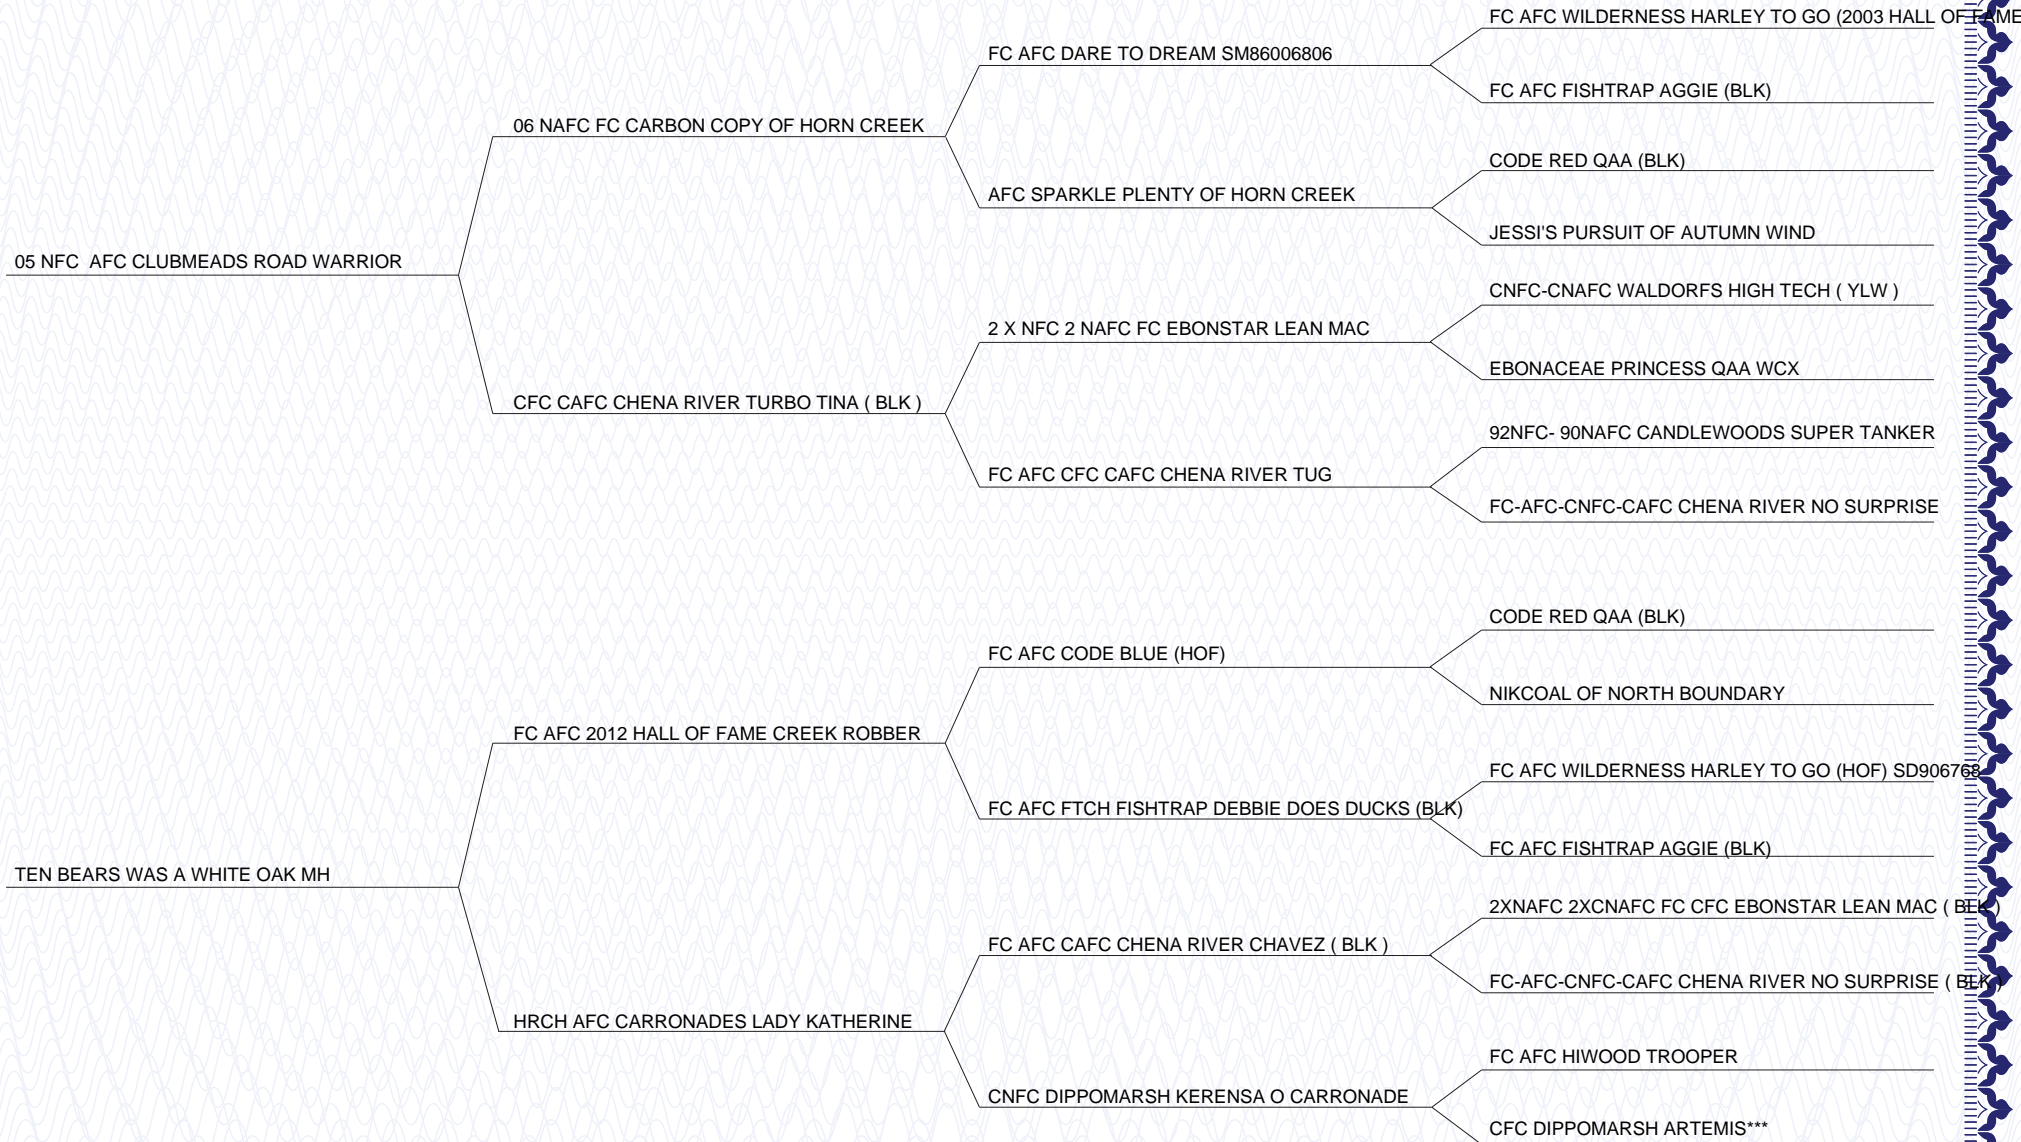 FC AFC WILDERNESS HARLEY TO GO (2003 HALL OF FAME
FC AFC DARE TO DREAM SM86006806
FC AFC FISHTRAP AGGIE (BLK)
06 NAFC FC CARBON COPY OF HORN CREEK
CODE RED QAA (BLK)
AFC SPARKLE PLENTY OF HORN CREEK
JESSI'S PURSUIT OF AUTUMN WIND
05 NFC  AFC CLUBMEADS ROAD WARRIOR
CNFC-CNAFC WALDORFS HIGH TECH ( YLW )
2 X NFC 2 NAFC FC EBONSTAR LEAN MAC
EBONACEAE PRINCESS QAA WCX
CFC CAFC CHENA RIVER TURBO TINA ( BLK )
92NFC- 90NAFC CANDLEWOODS SUPER TANKER
FC AFC CFC CAFC CHENA RIVER TUG
FC-AFC-CNFC-CAFC CHENA RIVER NO SURPRISE
CODE RED QAA (BLK)
FC AFC CODE BLUE (HOF)
NIKCOAL OF NORTH BOUNDARY
FC AFC 2012 HALL OF FAME CREEK ROBBER
FC AFC WILDERNESS HARLEY TO GO (HOF) SD906768
FC AFC FTCH FISHTRAP DEBBIE DOES DUCKS (BLK)
FC AFC FISHTRAP AGGIE (BLK)
TEN BEARS WAS A WHITE OAK MH
2XNAFC 2XCNAFC FC CFC EBONSTAR LEAN MAC ( BLK )
FC AFC CAFC CHENA RIVER CHAVEZ ( BLK )
FC-AFC-CNFC-CAFC CHENA RIVER NO SURPRISE ( BLK )
HRCH AFC CARRONADES LADY KATHERINE
FC AFC HIWOOD TROOPER
CNFC DIPPOMARSH KERENSA O CARRONADE
CFC DIPPOMARSH ARTEMIS***